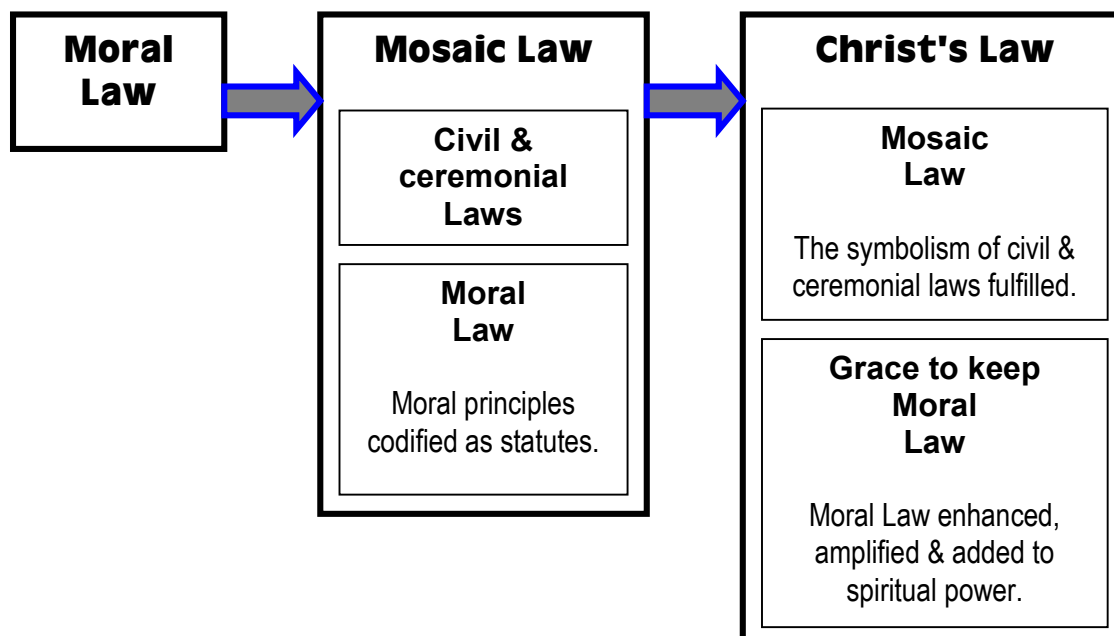 Moral
Law
Mosaic Law
Civil &
ceremonial
Laws
Moral
Law
Moral principles
codified as statutes.
Christ's Law
Mosaic
Law
The symbolism of civil &
ceremonial laws fulfilled.
Grace to keep
Moral
Law
Moral Law enhanced,
amplified & added to
spiritual power.